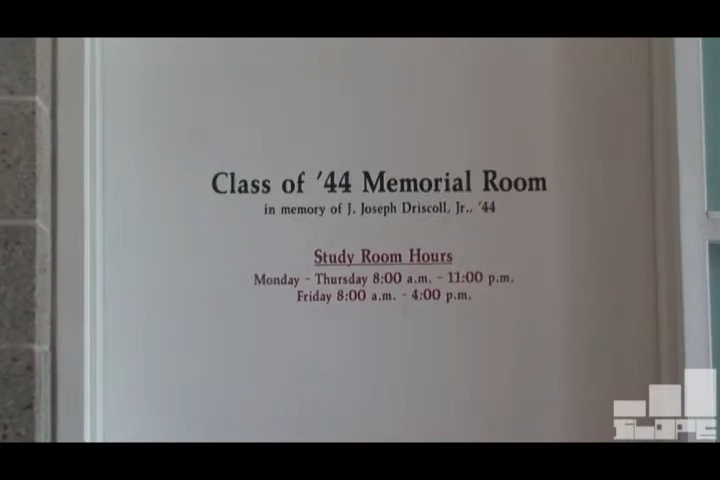 Class of '44 Memorial Room
in memory of J. Joseph Driscoll, Jr., '44
Study Room Hours
Monday - Thursday 8:00 a.m. - 11:00 p.m.
Friday 8:00 a.m. - 4:00 p.m.
SLOPE